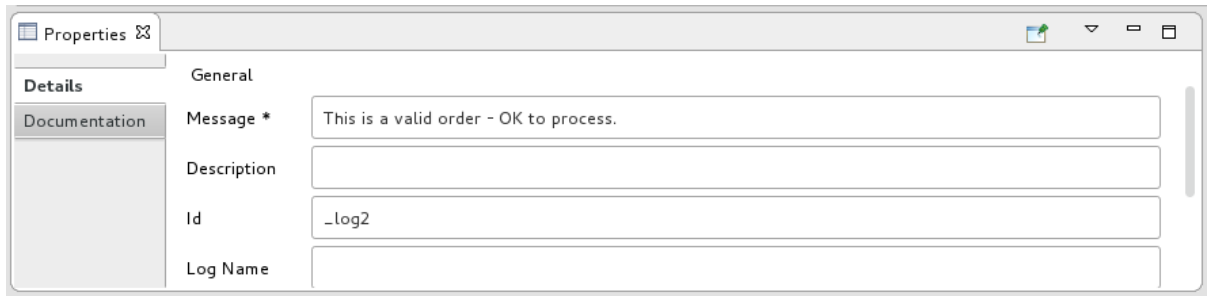 Properties
Details
Documentation
General
Message * This is a valid order - OK to process.
Description
Id _log2
Log Name